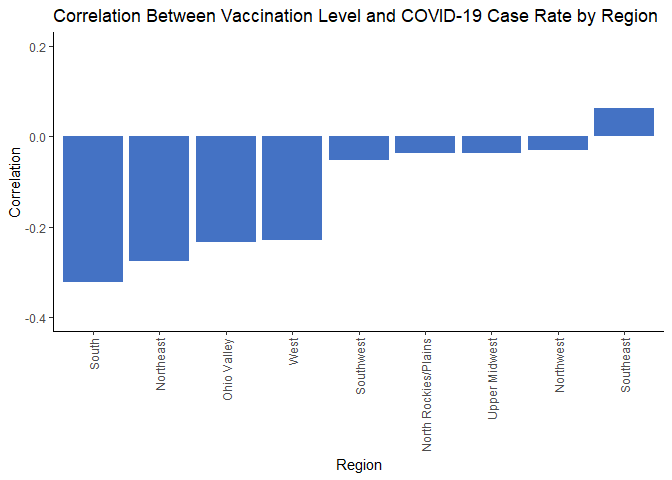 Correlation Between Vaccination Level and COVID-19 Case Rate by Region
0.2
0.0
-0.2
-0.4
Correlation
South
Northeast
Ohio Valley
West
Southwest
North Rockies/Plains
Upper Midwest
Northwest
Southeast
Region